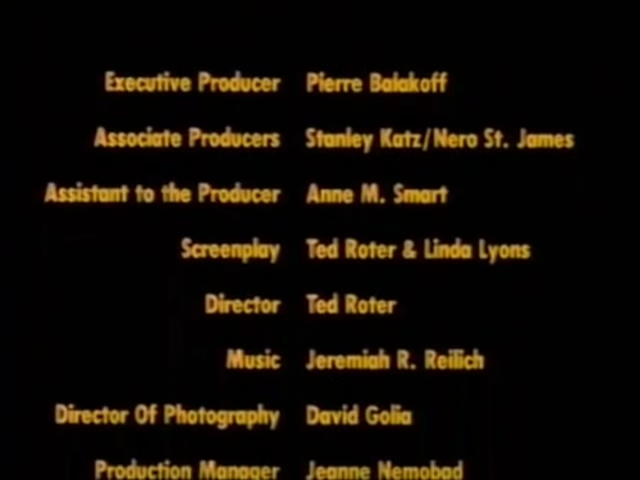 Executive Producer Pierre Balakoff
Associate Producers Stanley Katz/Nero St. James
Assistant to the Producer Anne M. Smart
Screenplay Ted Roter & Linda Lyons
Director Ted Roter
Music Jeremiah R. Reilich
Director Of Photography David Golia
Production Manager Jeanne Nemobad